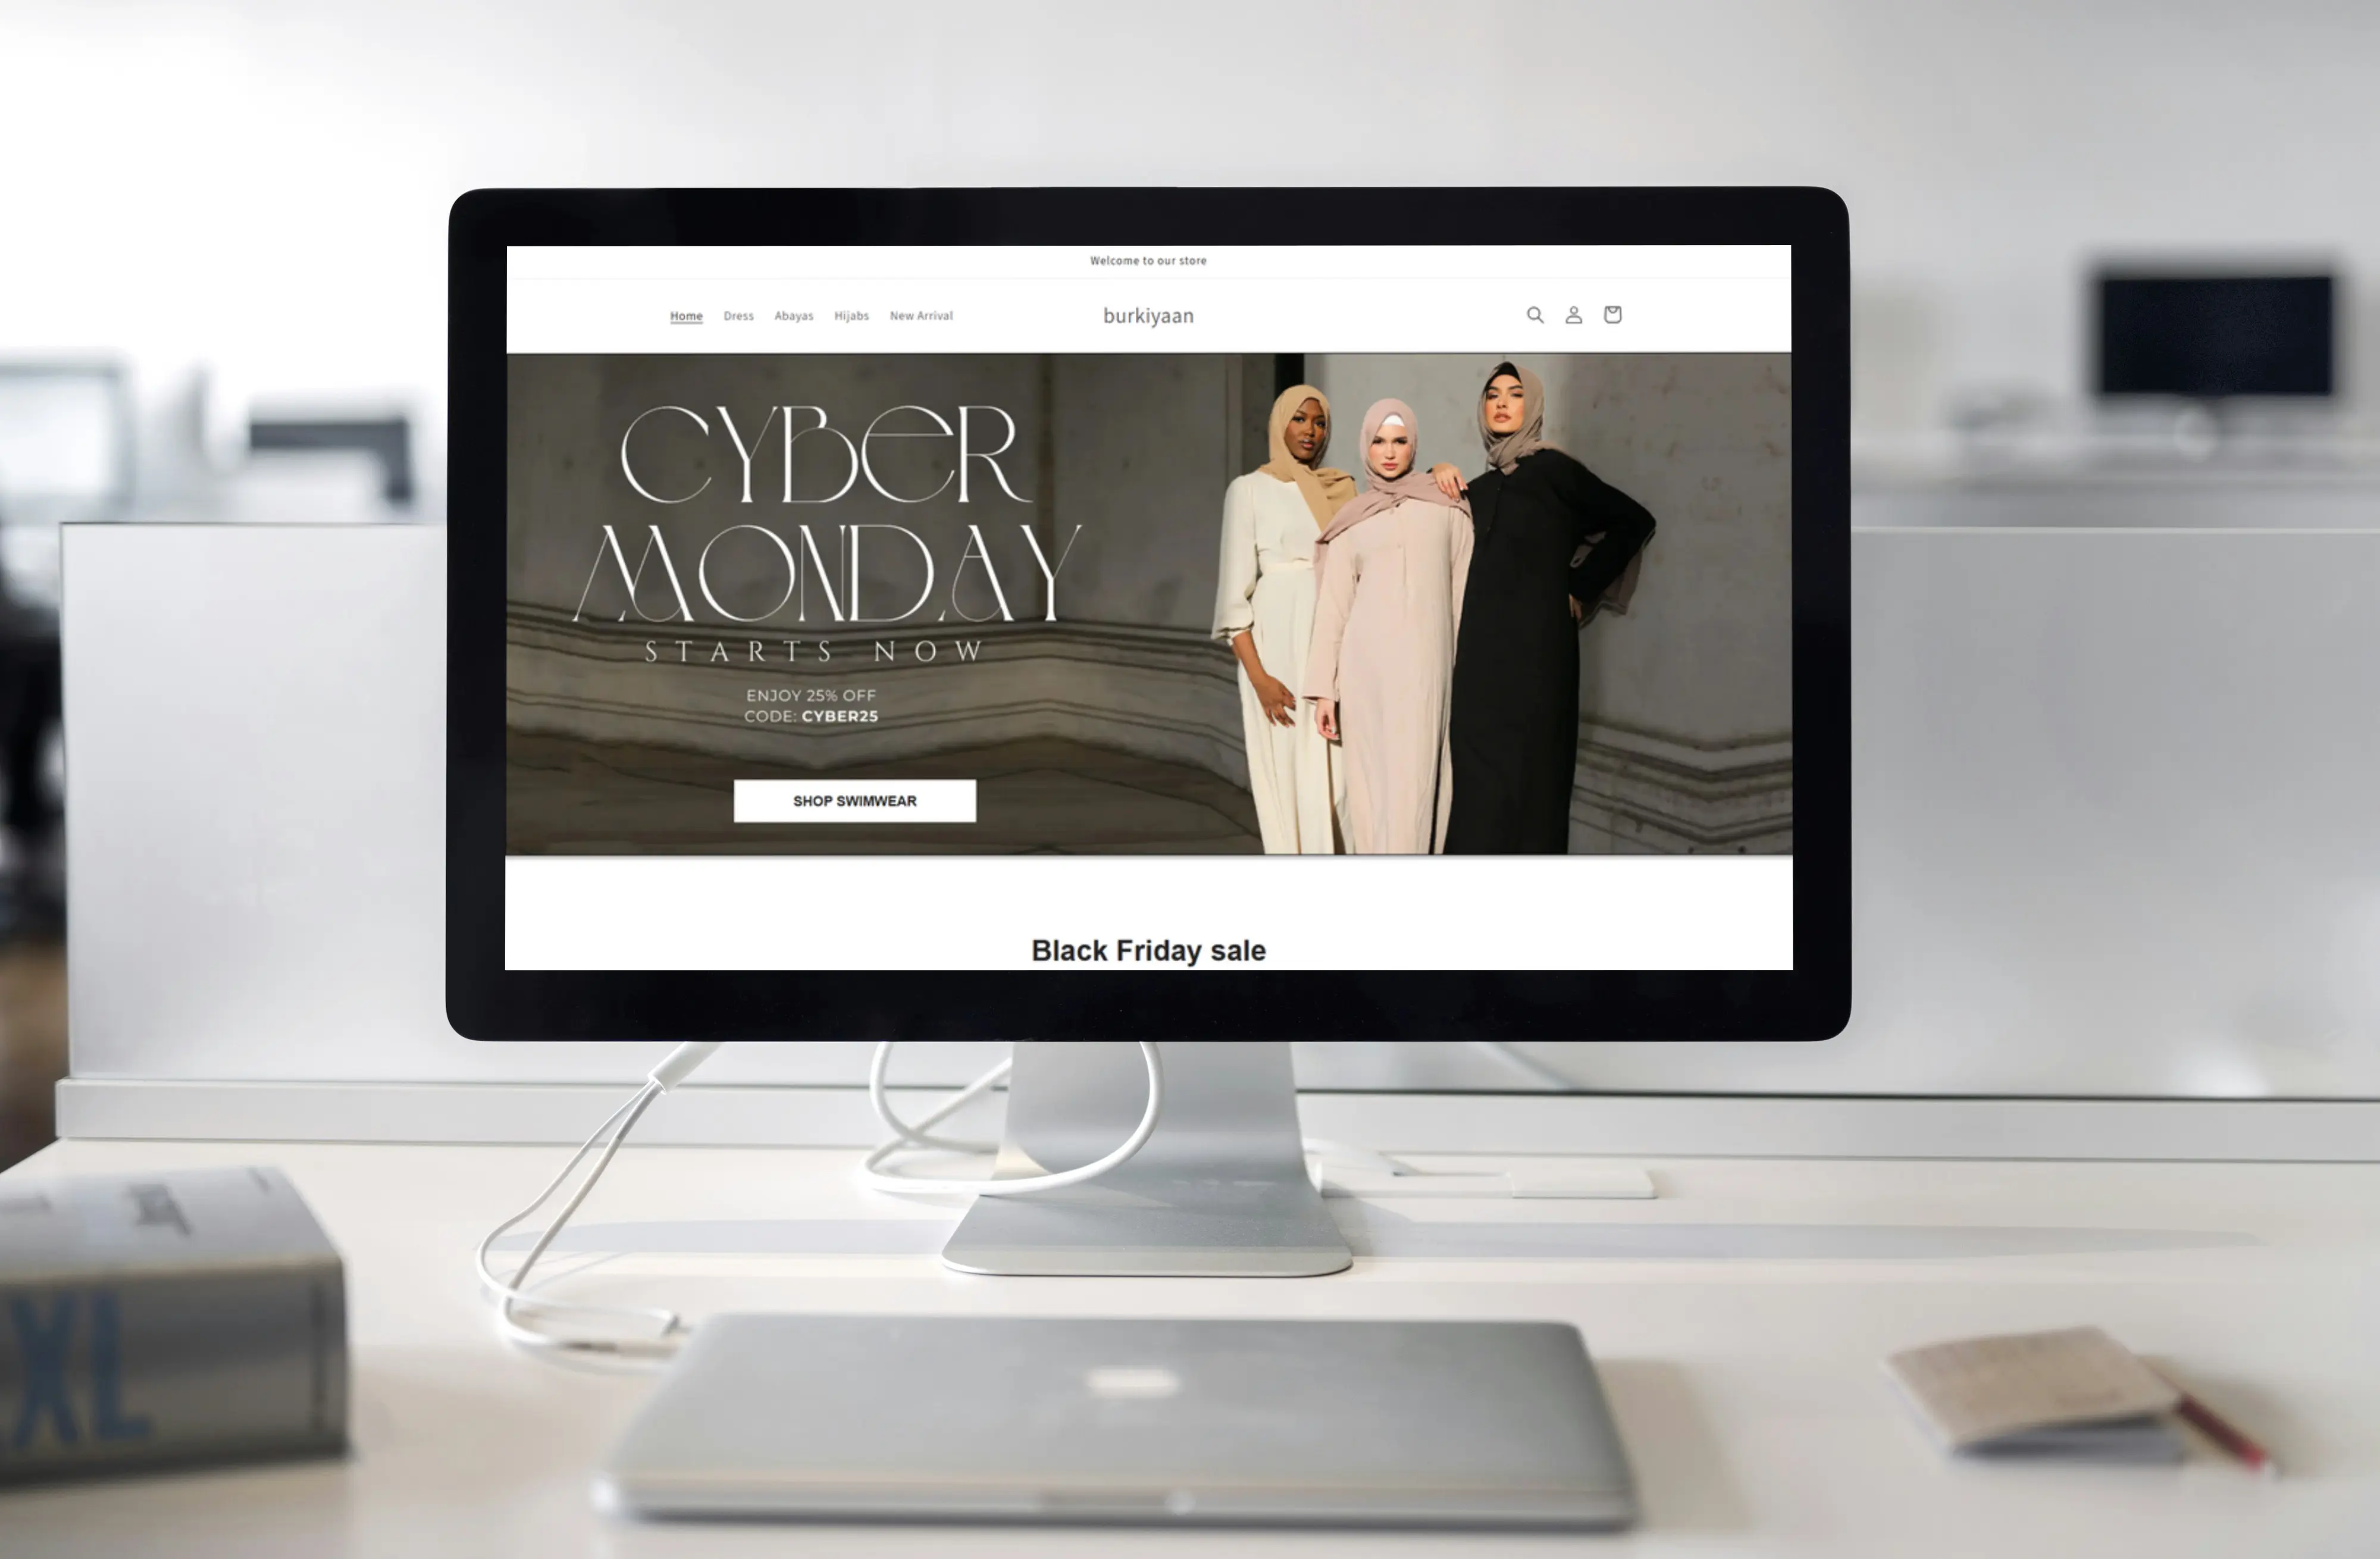 Welcome to our store
Home Dress Abayas Hijabs New Arrival
burkiyaan
CYBER
MONDAY
STARTS NOW
ENJOY 25% OFF
CODE: CYBER25
SHOP SWIMWEAR
Black Friday sale
XL